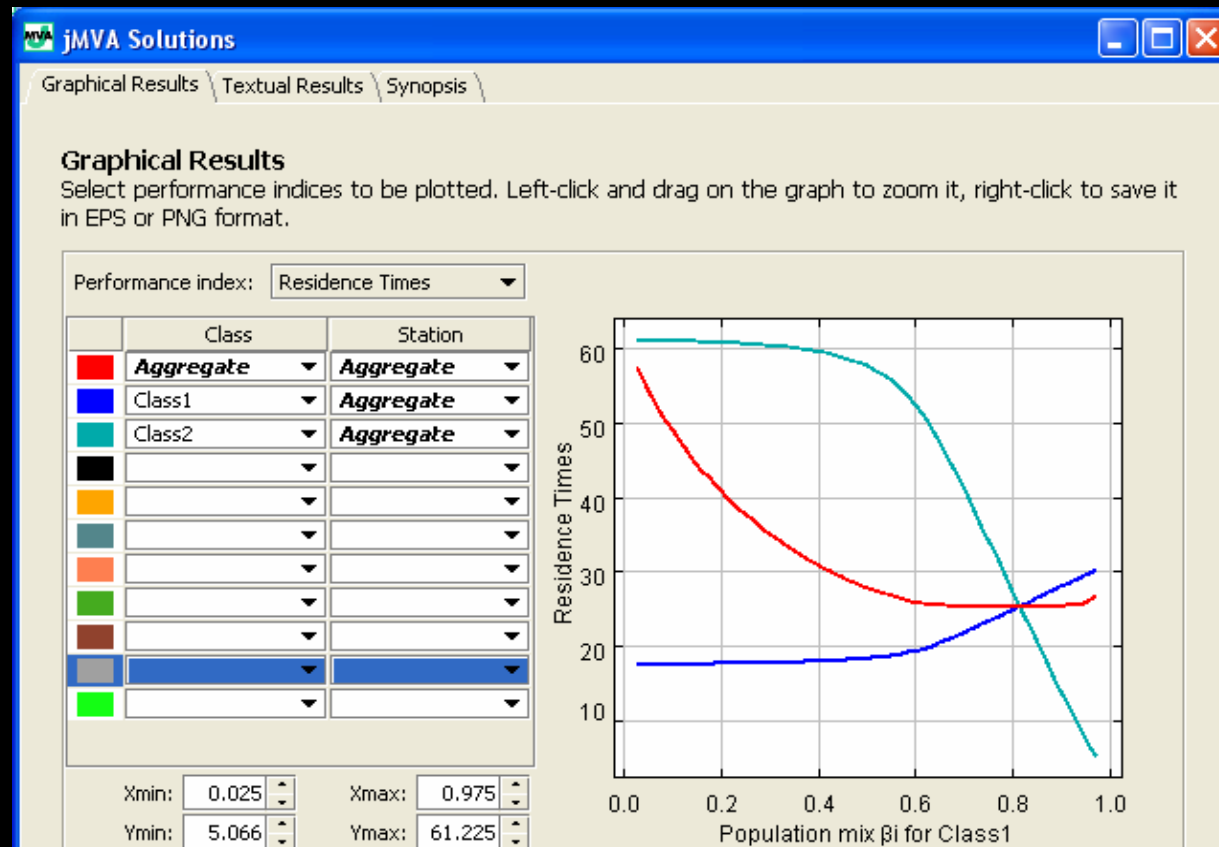 MVA jMVA Solutions
Graphical Results Textual Results Synopsis
Graphical Results
Select performance indices to be plotted. Left-click and drag on the graph to zoom it, right-click to save it
in EPS or PNG format.
Performance index: Residence Times
Class Station
Aggregate Aggregate
Class1 Aggregate
Class2 Aggregate
Xmin: 0.025 Xmax: 0.975
Ymin: 5.066 Ymax: 61.225
Residence Times
60
50
40
30
20
10
0.0 0.2 0.4 0.6 0.8 1.0
Population mix βi for Class1